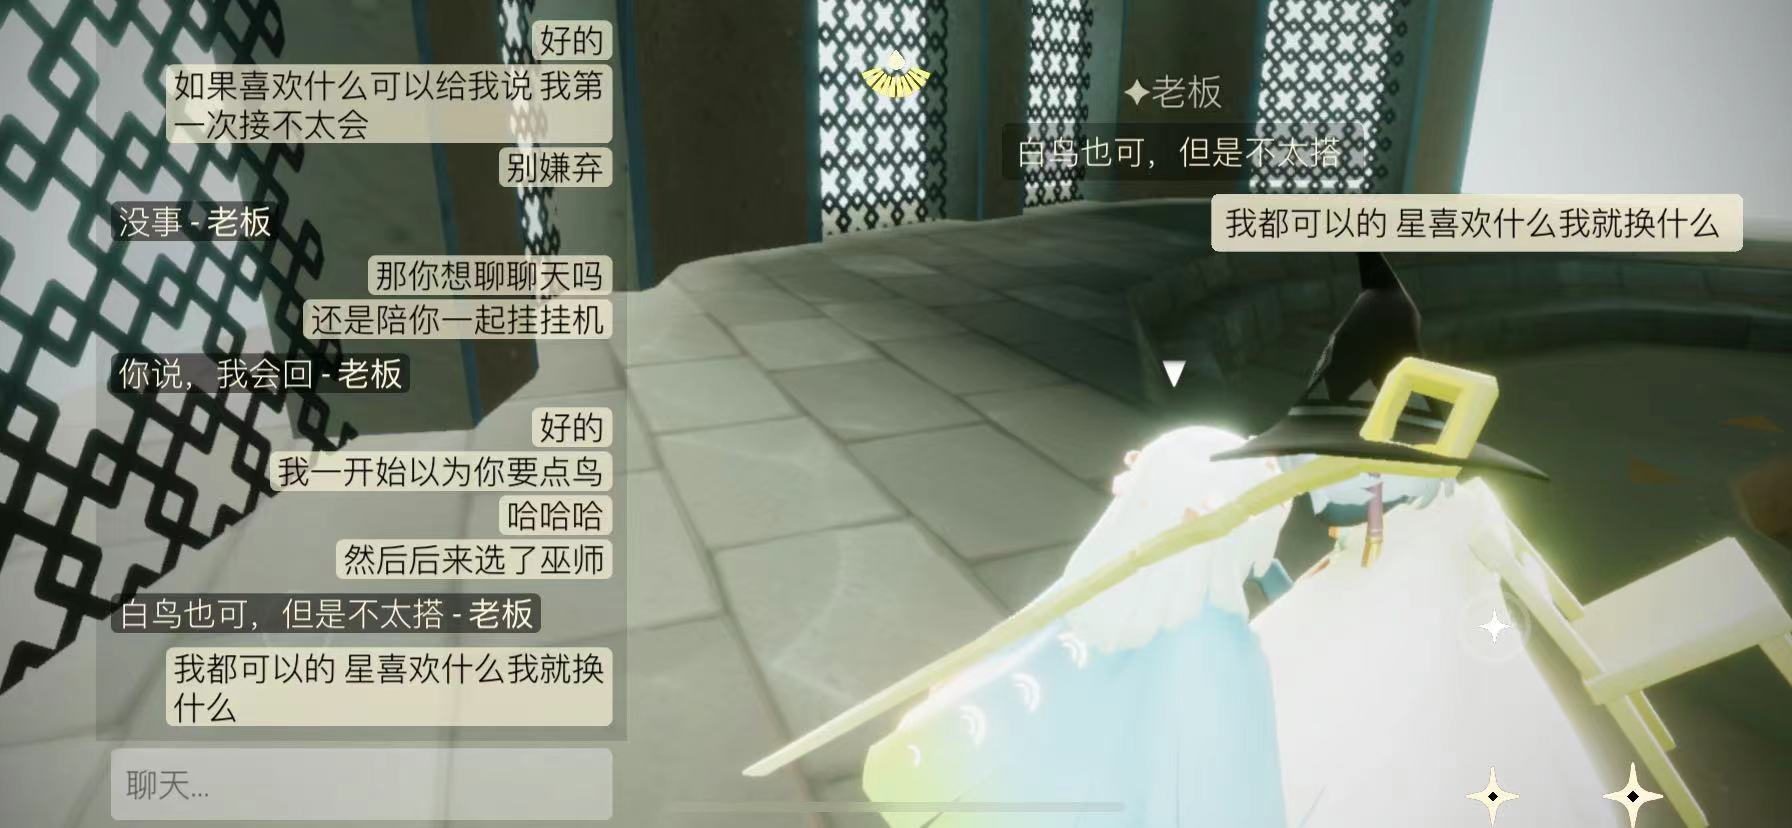 好的
如果喜欢什么可以给我说 我第
一次接不太会
别嫌弃
没事 - 老板
那你想聊聊天吗
还是陪你一起挂挂机
你说，我会回 - 老板
好的
我一开始以为你要点鸟
哈哈哈
然后后来选了巫师
白鸟也可，但是不太搭 - 老板
我都可以的 星喜欢什么我就换
什么
聊天...
老板
白鸟也可，但是不太搭
我都可以的 星喜欢什么我就换什么